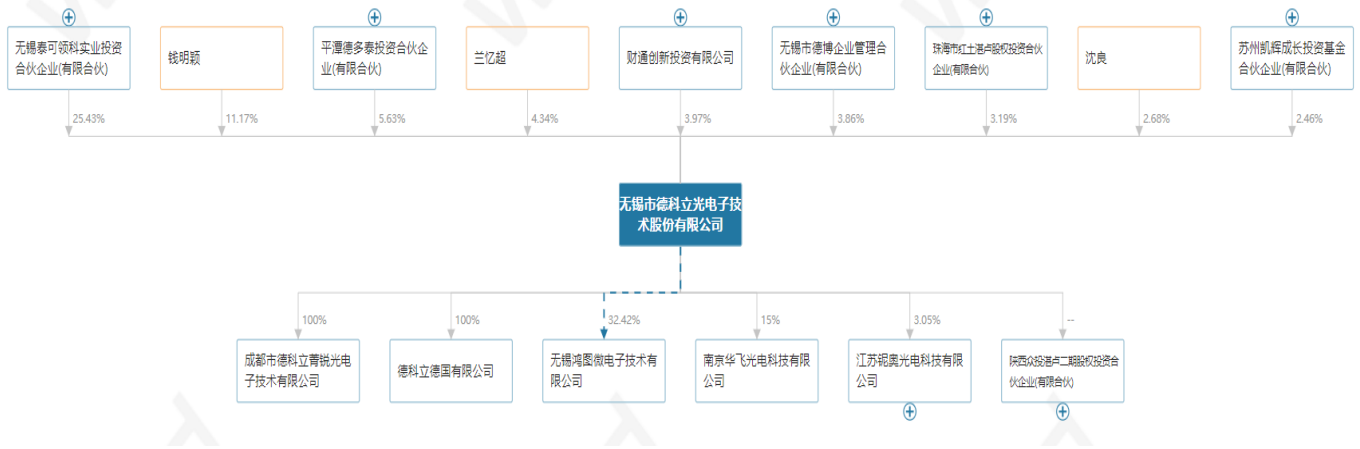 无锡泰可领科实业投资
合伙企业(有限合伙)
钱明颖
平潭德多泰投资合伙企
业(有限合伙)
兰忆超
财通创新投资有限公司
无锡市德博企业管理合
伙企业(有限合伙)
珠海市红土湛卢股权投资合伙
企业(有限合伙)
沈良
苏州凯辉成长投资基金
合伙企业(有限合伙)
25.43%
11.17%
5.63%
4.34%
3.97%
3.86%
3.19%
2.68%
2.46%
无锡市德科立光电子技
术股份有限公司
100%
100%
32.42%
15%
3.05%
--
成都市德科立菁锐光电
子技术有限公司
德科立德国有限公司
无锡鸿图微电子技术有
限公司
南京华飞光电科技有限
公司
江苏铌奥光电科技有限
公司
陕西众投湛卢二期股权投资合
伙企业(有限合伙)